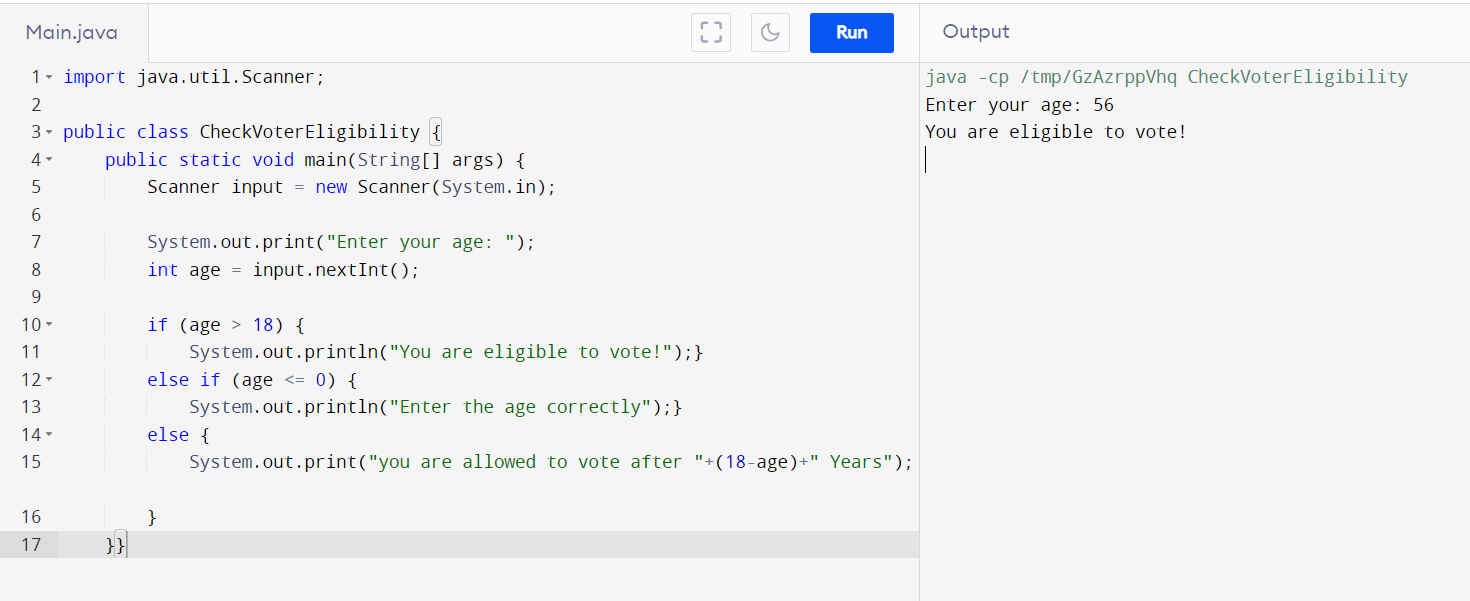 Main.java
Run
Output
1 import java.util.Scanner;
2
3 public class CheckVoterEligibility {
4 public static void main(String[] args) {
5 Scanner input = new Scanner(System.in);
6
7 System.out.print("Enter your age: ");
8 int age = input.nextInt();
9
10 if (age > 18) {
11 System.out.println("You are eligible to vote!");}
12 else if (age <= 0) {
13 System.out.println("Enter the age correctly");}
14 else {
15 System.out.print("you are allowed to vote after "+(18-age)+" Years");
16 }
17 }}
java -cp /tmp/GzAzrppVhq CheckVoterEligibility
Enter your age: 56
You are eligible to vote!